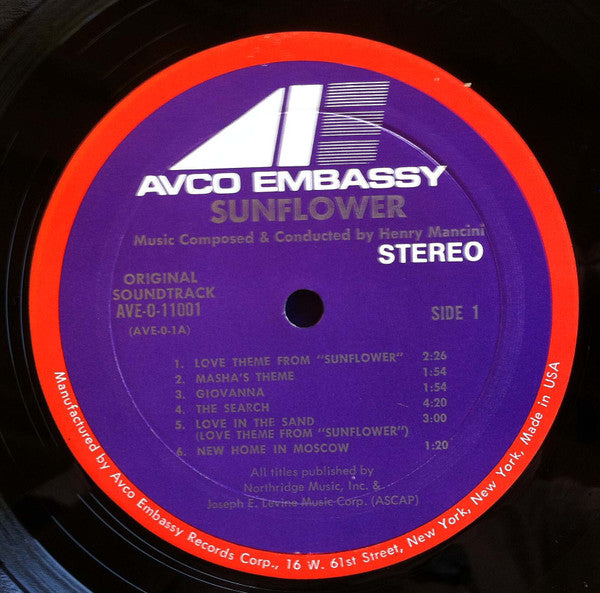 AVCO EMBASSY
SUNFLOWER
Music Composed & Conducted by Henry Mancini
STEREO
ORIGINAL
SOUNDTRACK
AVE-O-11001
(AVE-0-1A)
SIDE 1
1. LOVE THEME FROM "SUNFLOWER" 2:26
2. MASHA'S THEME 1:54
3. GIOVANNA 1:54
4. THE SEARCH 4:20
5. LOVE IN THE SAND 3:00
(LOVE THEME FROM "SUNFLOWER")
6. NEW HOME IN MOSCOW 1:20
All titles published by
Northridge Music, Inc. &
Joseph E. Levine Music Corp. (ASCAP)
Manufactured by Avco Embassy Records Corp., 16 W. 61st Street, New York, New York, Made in USA